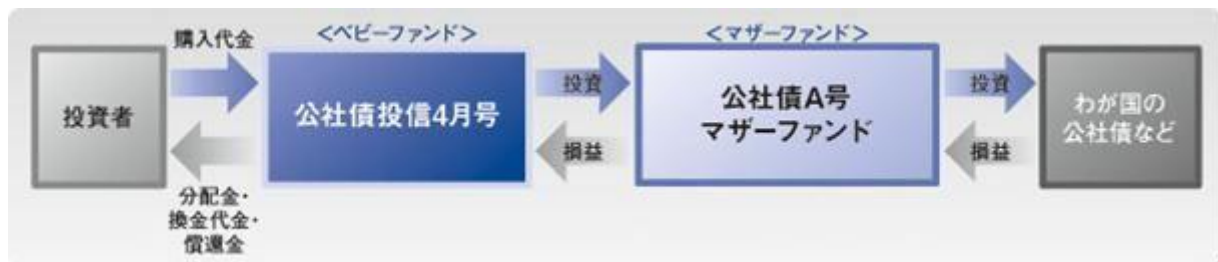 投資者
購入代金
分配金・
換金代金・
償還金
＜ベビーファンド＞
公社債投信4月号
投資
損益
＜マザーファンド＞
公社債A号
マザーファンド
投資
損益
わが国の
公社債など